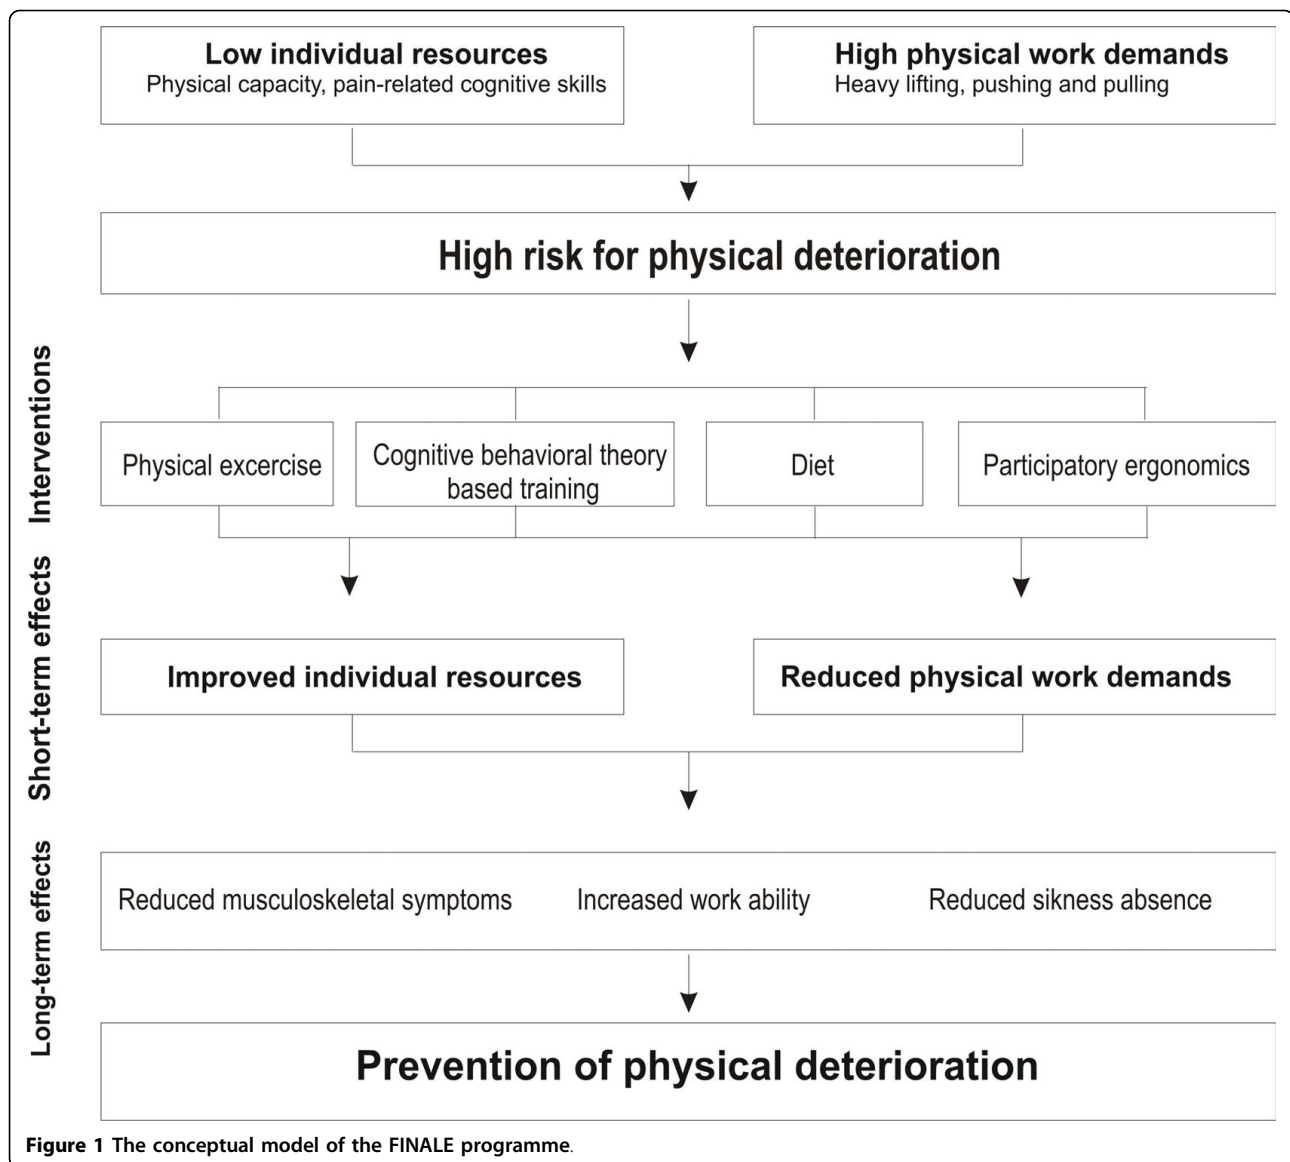 Low individual resources
Physical capacity, pain-related cognitive skills
High physical work demands
Heavy lifting, pushing and pulling
High risk for physical deterioration
Interventions
Physical excercise
Cognitive behavioral theory
based training
Diet
Participatory ergonomics
Short-term effects
Improved individual resources
Reduced physical work demands
Long-term effects
Reduced musculoskeletal symptoms
Increased work ability
Reduced sikness absence
Prevention of physical deterioration
Figure 1 The conceptual model of the FINALE programme.